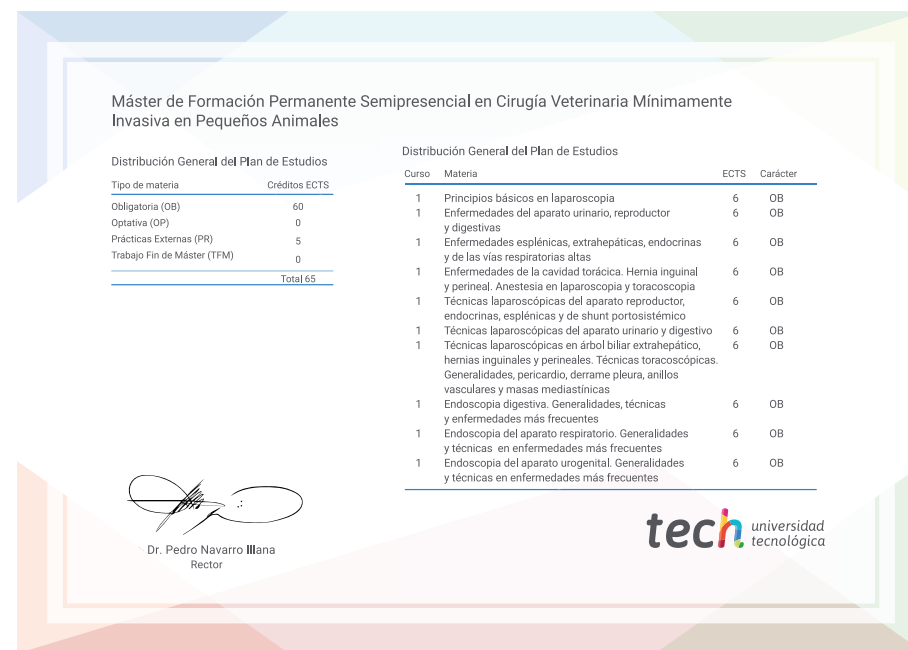 Máster de Formación Permanente Semipresencial en Cirugía Veterinaria Mínimamente
Invasiva en Pequeños Animales
Distribución General del Plan de Estudios
Tipo de materia Créditos ECTS
Obligatoria (OB) 60
Optativa (OP) 0
Prácticas Externas (PR) 5
Trabajo Fin de Máster (TFM) 0
Total 65
Distribución General del Plan de Estudios
Curso Materia ECTS Carácter
1 Principios básicos en laparoscopia 6 OB
1 Enfermedades del aparato urinario, reproductor 6 OB
y digestivas
1 Enfermedades esplénicas, extrahepáticas, endocrinas 6 OB
y de las vías respiratorias altas
1 Enfermedades de la cavidad torácica. Hernia inguinal 6 OB
y perineal. Anestesia en laparoscopia y toracoscopia
1 Técnicas laparoscópicas del aparato reproductor, 6 OB
endocrinas, esplénicas y de shunt portosistémico
1 Técnicas laparoscópicas del aparato urinario y digestivo 6 OB
1 Técnicas laparoscópicas en árbol biliar extrahepático, 6 OB
hernias inguinales y perineales. Técnicas toracoscópicas.
Generalidades, pericardio, derrame pleura, anillos
vasculares y masas mediastínicas
1 Endoscopia digestiva. Generalidades, técnicas 6 OB
y enfermedades más frecuentes
1 Endoscopia del aparato respiratorio. Generalidades 6 OB
y técnicas en enfermedades más frecuentes
1 Endoscopia del aparato urogenital. Generalidades 6 OB
y técnicas en enfermedades más frecuentes
Dr. Pedro Navarro Illana
Rector
tech universidad
tecnológica